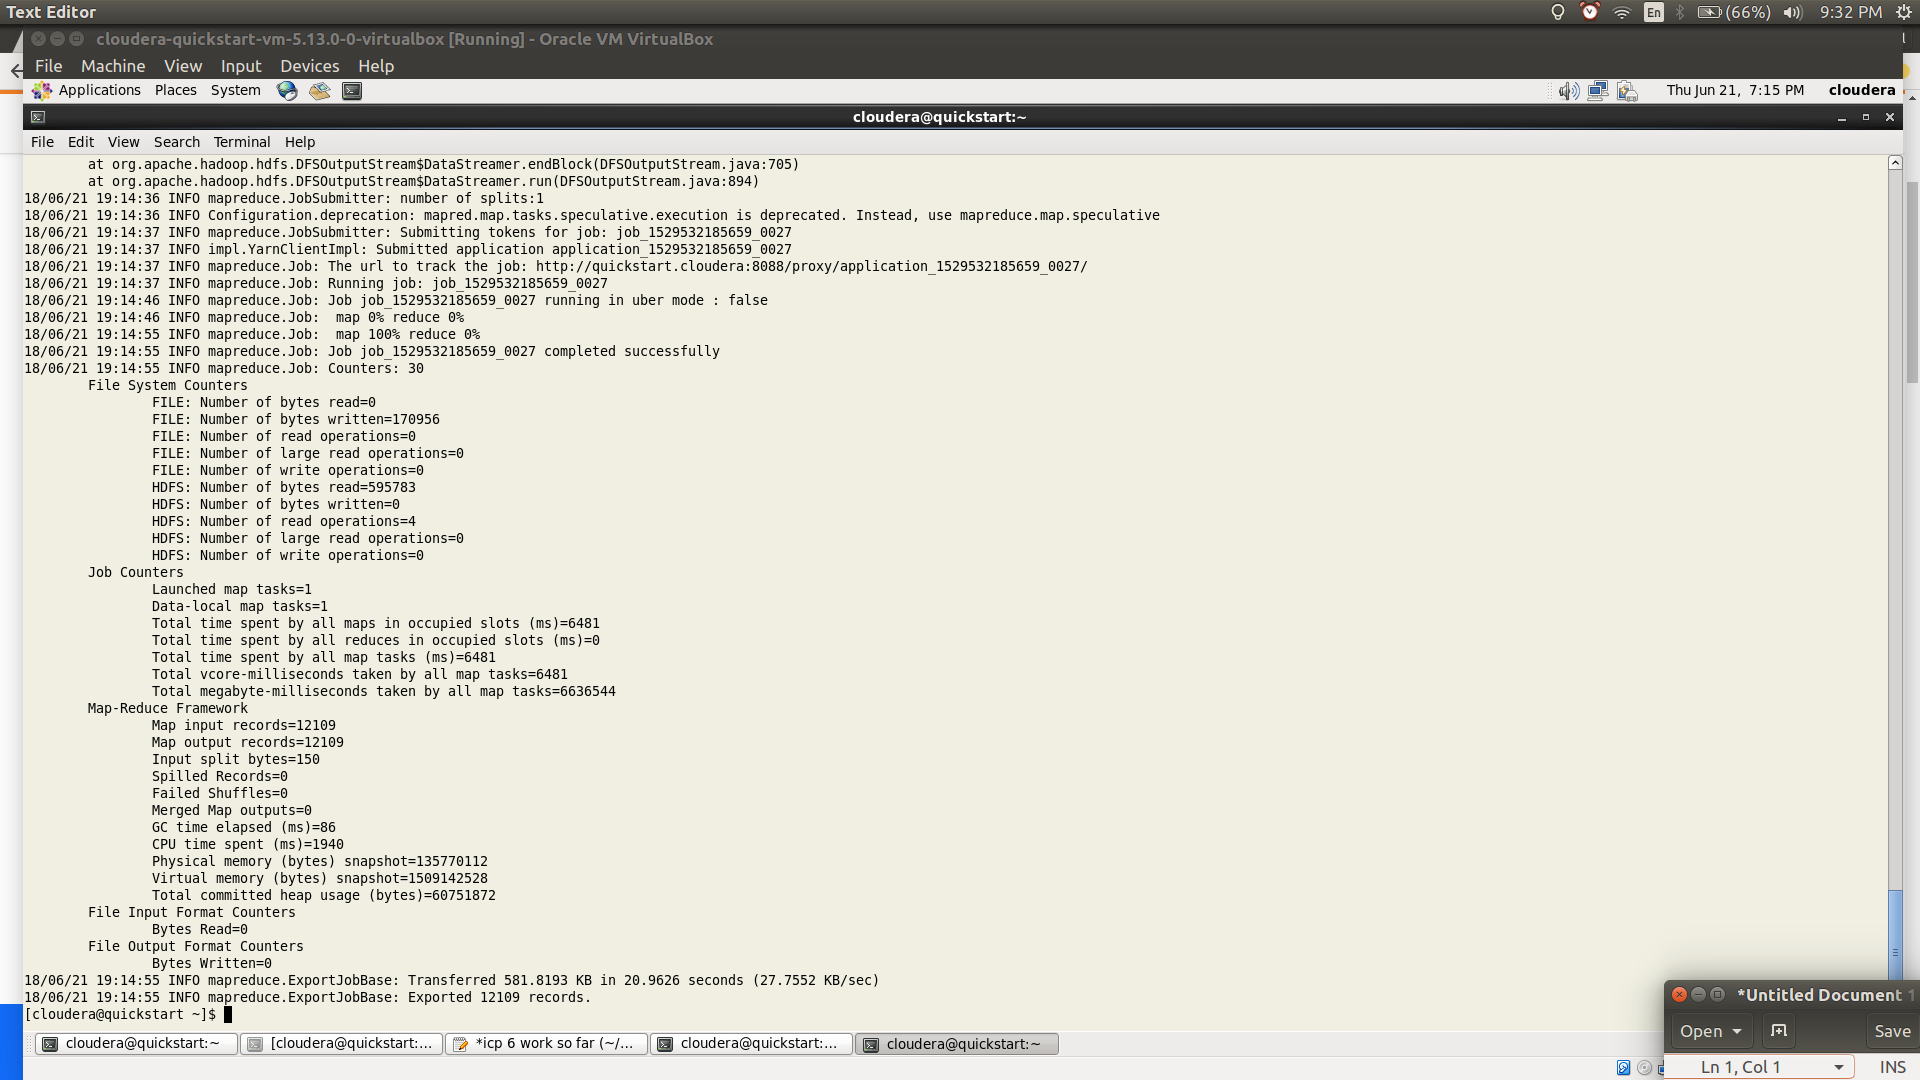 Text Editor
En
(66%)
9:32 PM
cloudera-quickstart-vm-5.13.0-0-virtualbox [Running] - Oracle VM VirtualBox
File Machine View Input Devices Help
Applications Places System
Thu Jun 21, 7:15 PM cloudera
cloudera@quickstart:~
File Edit View Search Terminal Help
at org.apache.hadoop.hdfs.DFSOutputStream$DataStreamer.endBlock(DFSOutputStream.java:705)
at org.apache.hadoop.hdfs.DFSOutputStream$DataStreamer.run(DFSOutputStream.java:894)
18/06/21 19:14:36 INFO mapreduce.JobSubmitter: number of splits:1
18/06/21 19:14:36 INFO Configuration.deprecation: mapred.map.tasks.speculative.execution is deprecated. Instead, use mapreduce.map.speculative
18/06/21 19:14:37 INFO mapreduce.JobSubmitter: Submitting tokens for job: job_1529532185659_0027
18/06/21 19:14:37 INFO impl.YarnClientImpl: Submitted application application_1529532185659_0027
18/06/21 19:14:37 INFO mapreduce.Job: The url to track the job: http://quickstart.cloudera:8088/proxy/application_1529532185659_0027/
18/06/21 19:14:37 INFO mapreduce.Job: Running job: job_1529532185659_0027
18/06/21 19:14:46 INFO mapreduce.Job: Job job_1529532185659_0027 running in uber mode : false
18/06/21 19:14:46 INFO mapreduce.Job:  map 0% reduce 0%
18/06/21 19:14:55 INFO mapreduce.Job:  map 100% reduce 0%
18/06/21 19:14:55 INFO mapreduce.Job: Job job_1529532185659_0027 completed successfully
18/06/21 19:14:55 INFO mapreduce.Job: Counters: 30
File System Counters
FILE: Number of bytes read=0
FILE: Number of bytes written=170956
FILE: Number of read operations=0
FILE: Number of large read operations=0
FILE: Number of write operations=0
HDFS: Number of bytes read=595783
HDFS: Number of bytes written=0
HDFS: Number of read operations=4
HDFS: Number of large read operations=0
HDFS: Number of write operations=0
Job Counters
Launched map tasks=1
Data-local map tasks=1
Total time spent by all maps in occupied slots (ms)=6481
Total time spent by all reduces in occupied slots (ms)=0
Total time spent by all map tasks (ms)=6481
Total vcore-milliseconds taken by all map tasks=6481
Total megabyte-milliseconds taken by all map tasks=6636544
Map-Reduce Framework
Map input records=12109
Map output records=12109
Input split bytes=150
Spilled Records=0
Failed Shuffles=0
Merged Map outputs=0
GC time elapsed (ms)=86
CPU time spent (ms)=1940
Physical memory (bytes) snapshot=135770112
Virtual memory (bytes) snapshot=1509142528
Total committed heap usage (bytes)=60751872
File Input Format Counters
Bytes Read=0
File Output Format Counters
Bytes Written=0
18/06/21 19:14:55 INFO mapreduce.ExportJobBase: Transferred 581.8193 KB in 20.9626 seconds (27.7552 KB/sec)
18/06/21 19:14:55 INFO mapreduce.ExportJobBase: Exported 12109 records.
[cloudera@quickstart ~]$
*Untitled Document 1
Open Save
cloudera@quickstart:~ [cloudera@quickstart:... *icp 6 work so far (~/... cloudera@quickstart:... cloudera@quickstart:~
Ln 1, Col 1 INS